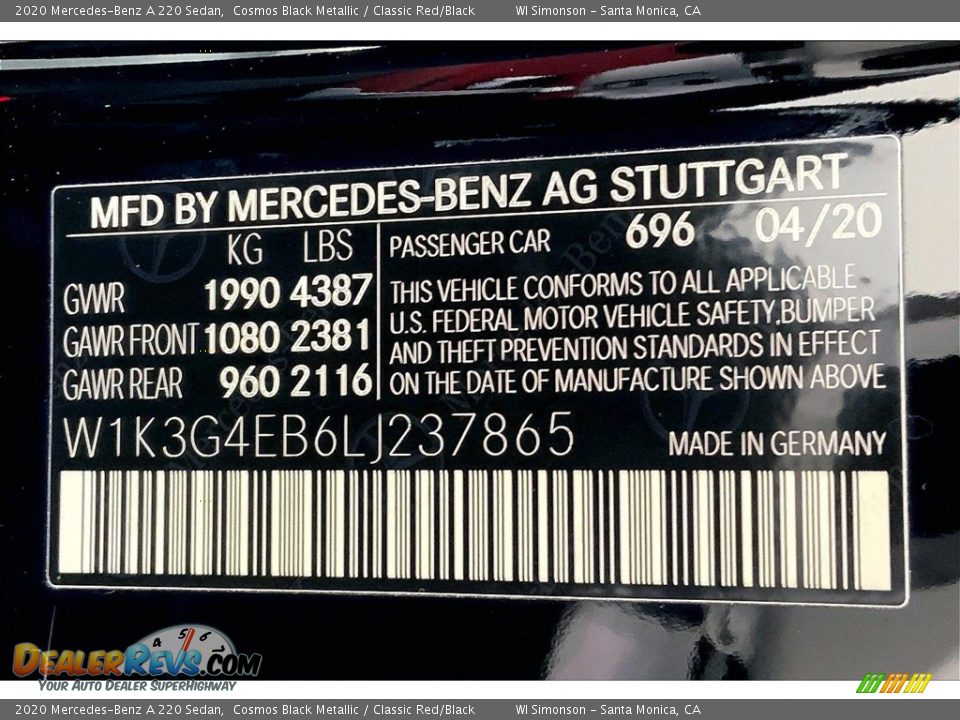 2020 Mercedes-Benz A 220 Sedan,  Cosmos Black Metallic / Classic Red/Black  WI Simonson - Santa Monica, CA
MFD BY MERCEDES-BENZ AG STUTTGART
KG LBS
GWR 1990 4387
GAWR FRONT 1080 2381
GAWR REAR 960 2116
PASSENGER CAR 696 04/20
THIS VEHICLE CONFORMS TO ALL APPLICABLE
U.S. FEDERAL MOTOR VEHICLE SAFETY,BUMPER
AND THEFT PREVENTION STANDARDS IN EFFECT
ON THE DATE OF MANUFACTURE SHOWN ABOVE
W1K3G4EB6LJ237865 MADE IN GERMANY
4 5 6
DEALERREVS.COM
YOUR AUTO DEALER SUPERHIGHWAY
2020 Mercedes-Benz A 220 Sedan,  Cosmos Black Metallic / Classic Red/Black  WI Simonson - Santa Monica, CA